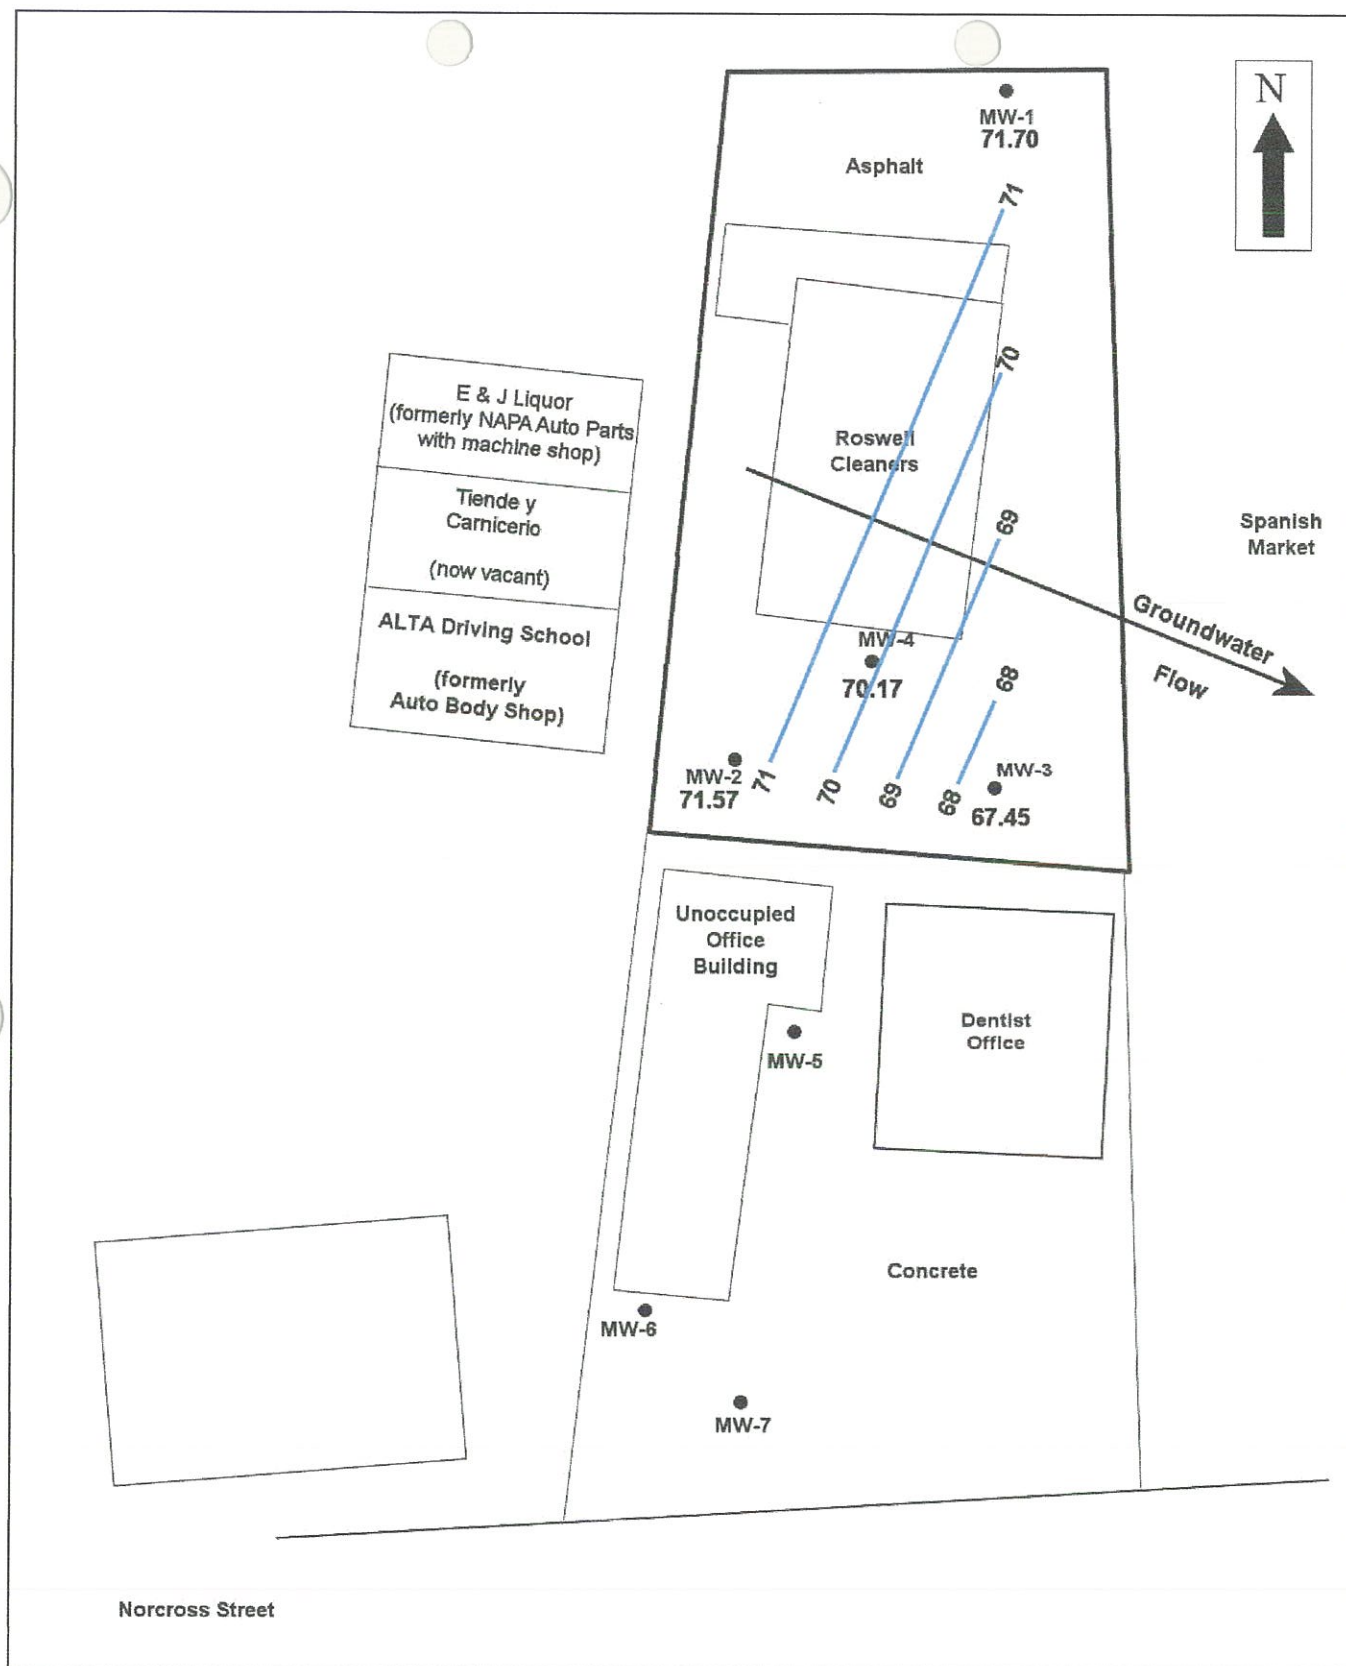 N
MW-1
71.70
Asphalt
71
70
E & J Liquor
(formerly NAPA Auto Parts
with machine shop)
Roswell
Cleaners
Tiende y
Carnicerio
(now vacant)
69
Spanish
Market
ALTA Driving School
(formerly
Auto Body Shop)
Groundwater
Flow
MW-4
70.17
68
MW-2
71.57
71
70
69
68
MW-3
67.45
Unoccupied
Office
Building
Dentist
Office
MW-5
Concrete
MW-6
MW-7
Norcross Street